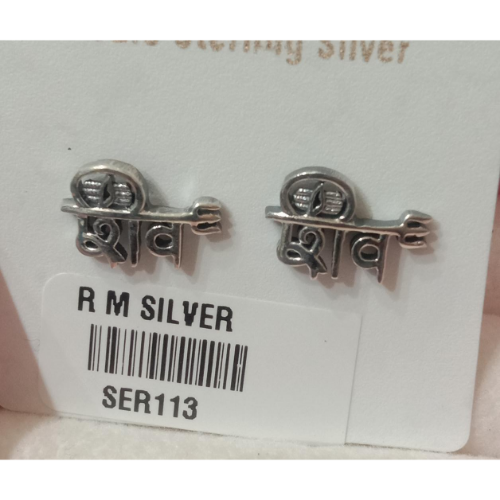 Sterling Silver
शिव शिव
R M SILVER
SER113